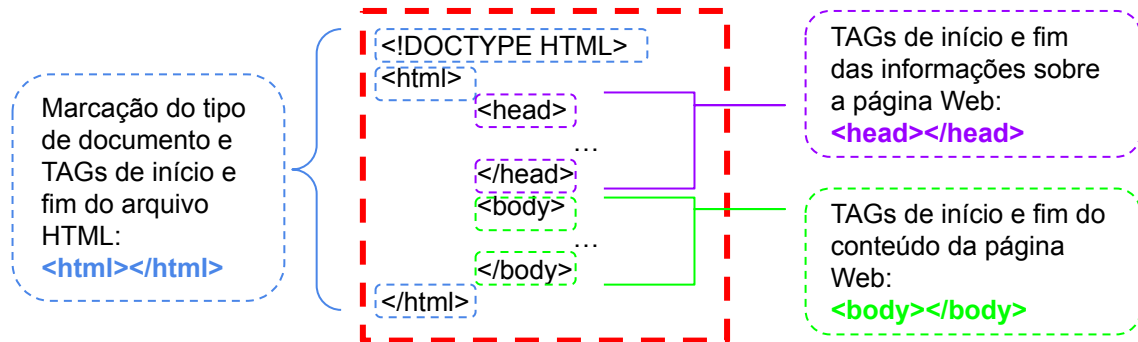 Marcação do tipo
de documento e
TAGs de início e
fim do arquivo
HTML:
<html></html>
<!DOCTYPE HTML>
<html>
<head>
...
</head>
<body>
...
</body>
</html>
TAGs de início e fim
das informações sobre
a página Web:
<head></head>
TAGs de início e fim do
conteúdo da página
Web:
<body></body>